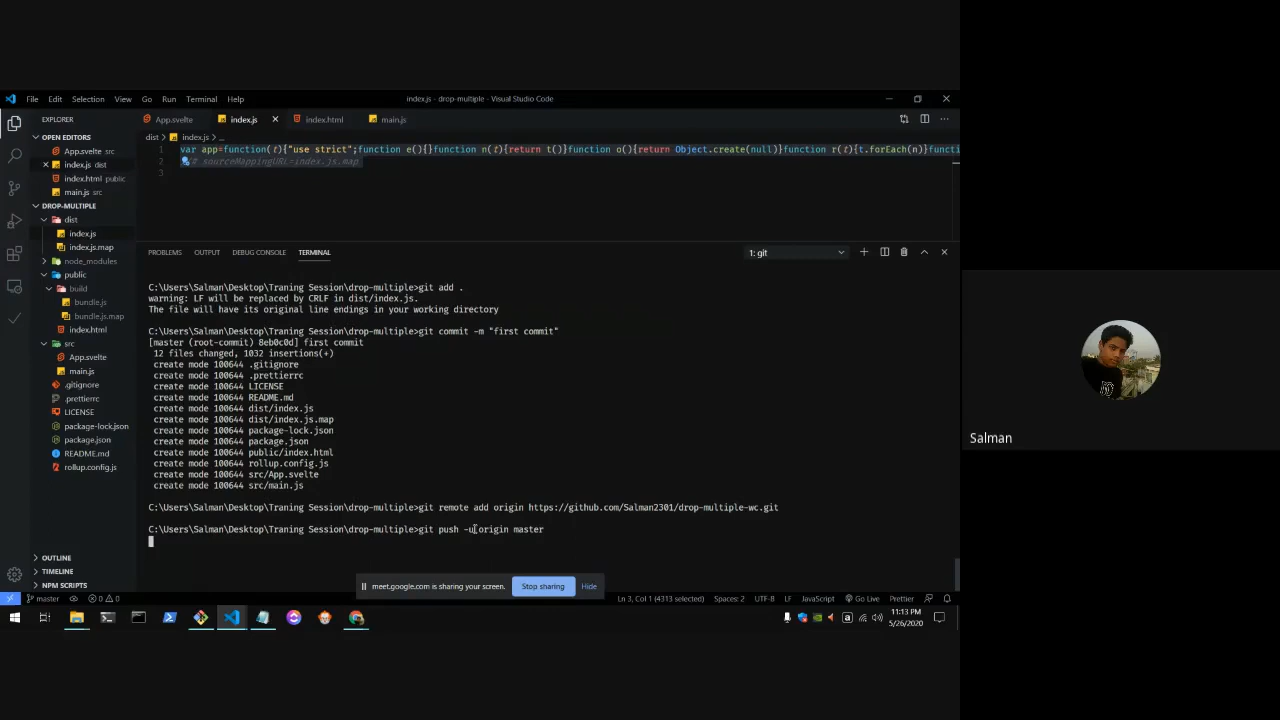 File Edit Selection View Go Run Terminal Help
index.js - drop-multiple - Visual Studio Code
EXPLORER
App.svelte
index.js
index.html
main.js
OPEN EDITORS
App.svelte src
index.js dist
index.html public
main.js src
DROP-MULTIPLE
dist
index.js
index.js.map
node_modules
public
build
bundle.js
bundle.js.map
index.html
src
App.svelte
main.js
.gitignore
.prettierrc
LICENSE
package-lock.json
package.json
README.md
rollup.config.js
OUTLINE
TIMELINE
NPM SCRIPTS
dist > index.js > ...
1 var app=function(t){"use strict";function e(){}function n(t){return t()}function o(){return Object.create(null)}function r(t){t.forEach(n)}functi
2 # sourceMappingURL=index.js.map
3
PROBLEMS OUTPUT DEBUG CONSOLE TERMINAL
1: git
C:\Users\Salman\Desktop\Traning Session\drop-multiple>git add .
warning: LF will be replaced by CRLF in dist/index.js.
The file will have its original line endings in your working directory
C:\Users\Salman\Desktop\Traning Session\drop-multiple>git commit -m "first commit"
[master (root-commit) 8eb0c0d] first commit
12 files changed, 1032 insertions(+)
create mode 100644 .gitignore
create mode 100644 .prettierrc
create mode 100644 LICENSE
create mode 100644 README.md
create mode 100644 dist/index.js
create mode 100644 dist/index.js.map
create mode 100644 package-lock.json
create mode 100644 package.json
create mode 100644 public/index.html
create mode 100644 rollup.config.js
create mode 100644 src/App.svelte
create mode 100644 src/main.js
C:\Users\Salman\Desktop\Traning Session\drop-multiple>git remote add origin https://github.com/Salman2301/drop-multiple-wc.git
C:\Users\Salman\Desktop\Traning Session\drop-multiple>git push -u origin master
meet.google.com is sharing your screen. Stop sharing Hide
master 0 0
Ln 3, Col 1 (4313 selected) Spaces: 2 UTF-8 LF JavaScript Go Live Prettier
11:13 PM
5/26/2020
Salman